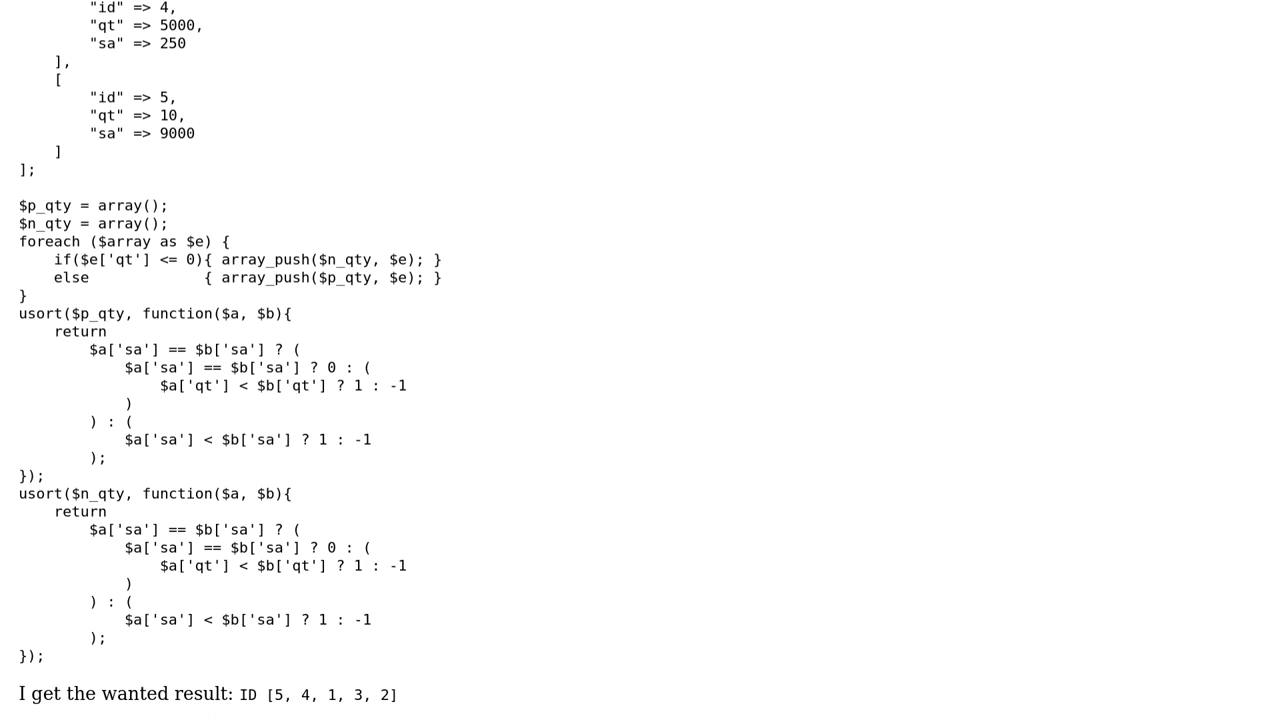 "id" => 4,
"qt" => 5000,
"sa" => 250
],
[
"id" => 5,
"qt" => 10,
"sa" => 9000
]
];
$p_qty = array();
$n_qty = array();
foreach ($array as $e) {
if($e['qt'] <= 0){ array_push($n_qty, $e); }
else { array_push($p_qty, $e); }
}
usort($p_qty, function($a, $b){
return
$a['sa'] == $b['sa'] ? (
$a['sa'] == $b['sa'] ? 0 : (
$a['qt'] < $b['qt'] ? 1 : -1
)
) : (
$a['sa'] < $b['sa'] ? 1 : -1
);
});
usort($n_qty, function($a, $b){
return
$a['sa'] == $b['sa'] ? (
$a['sa'] == $b['sa'] ? 0 : (
$a['qt'] < $b['qt'] ? 1 : -1
)
) : (
$a['sa'] < $b['sa'] ? 1 : -1
);
});
I get the wanted result: ID [5, 4, 1, 3, 2]